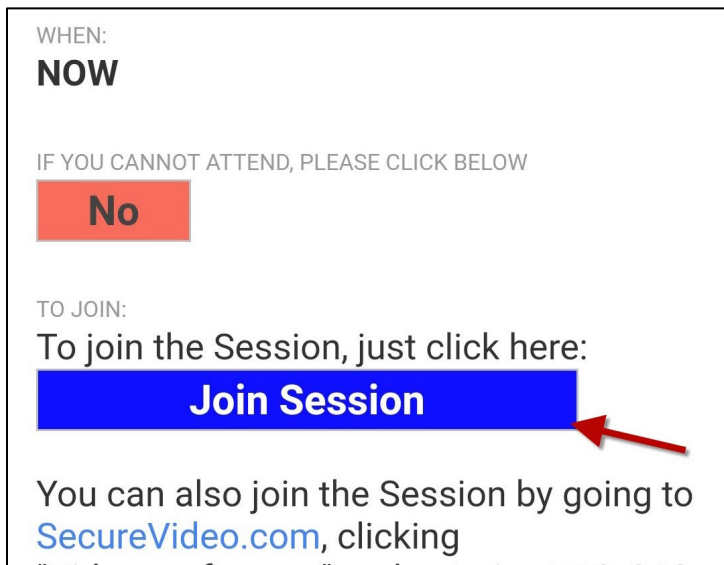 WHEN:
NOW
IF YOU CANNOT ATTEND, PLEASE CLICK BELOW
No
TO JOIN:
To join the Session, just click here:
Join Session
You can also join the Session by going to
SecureVideo.com, clicking